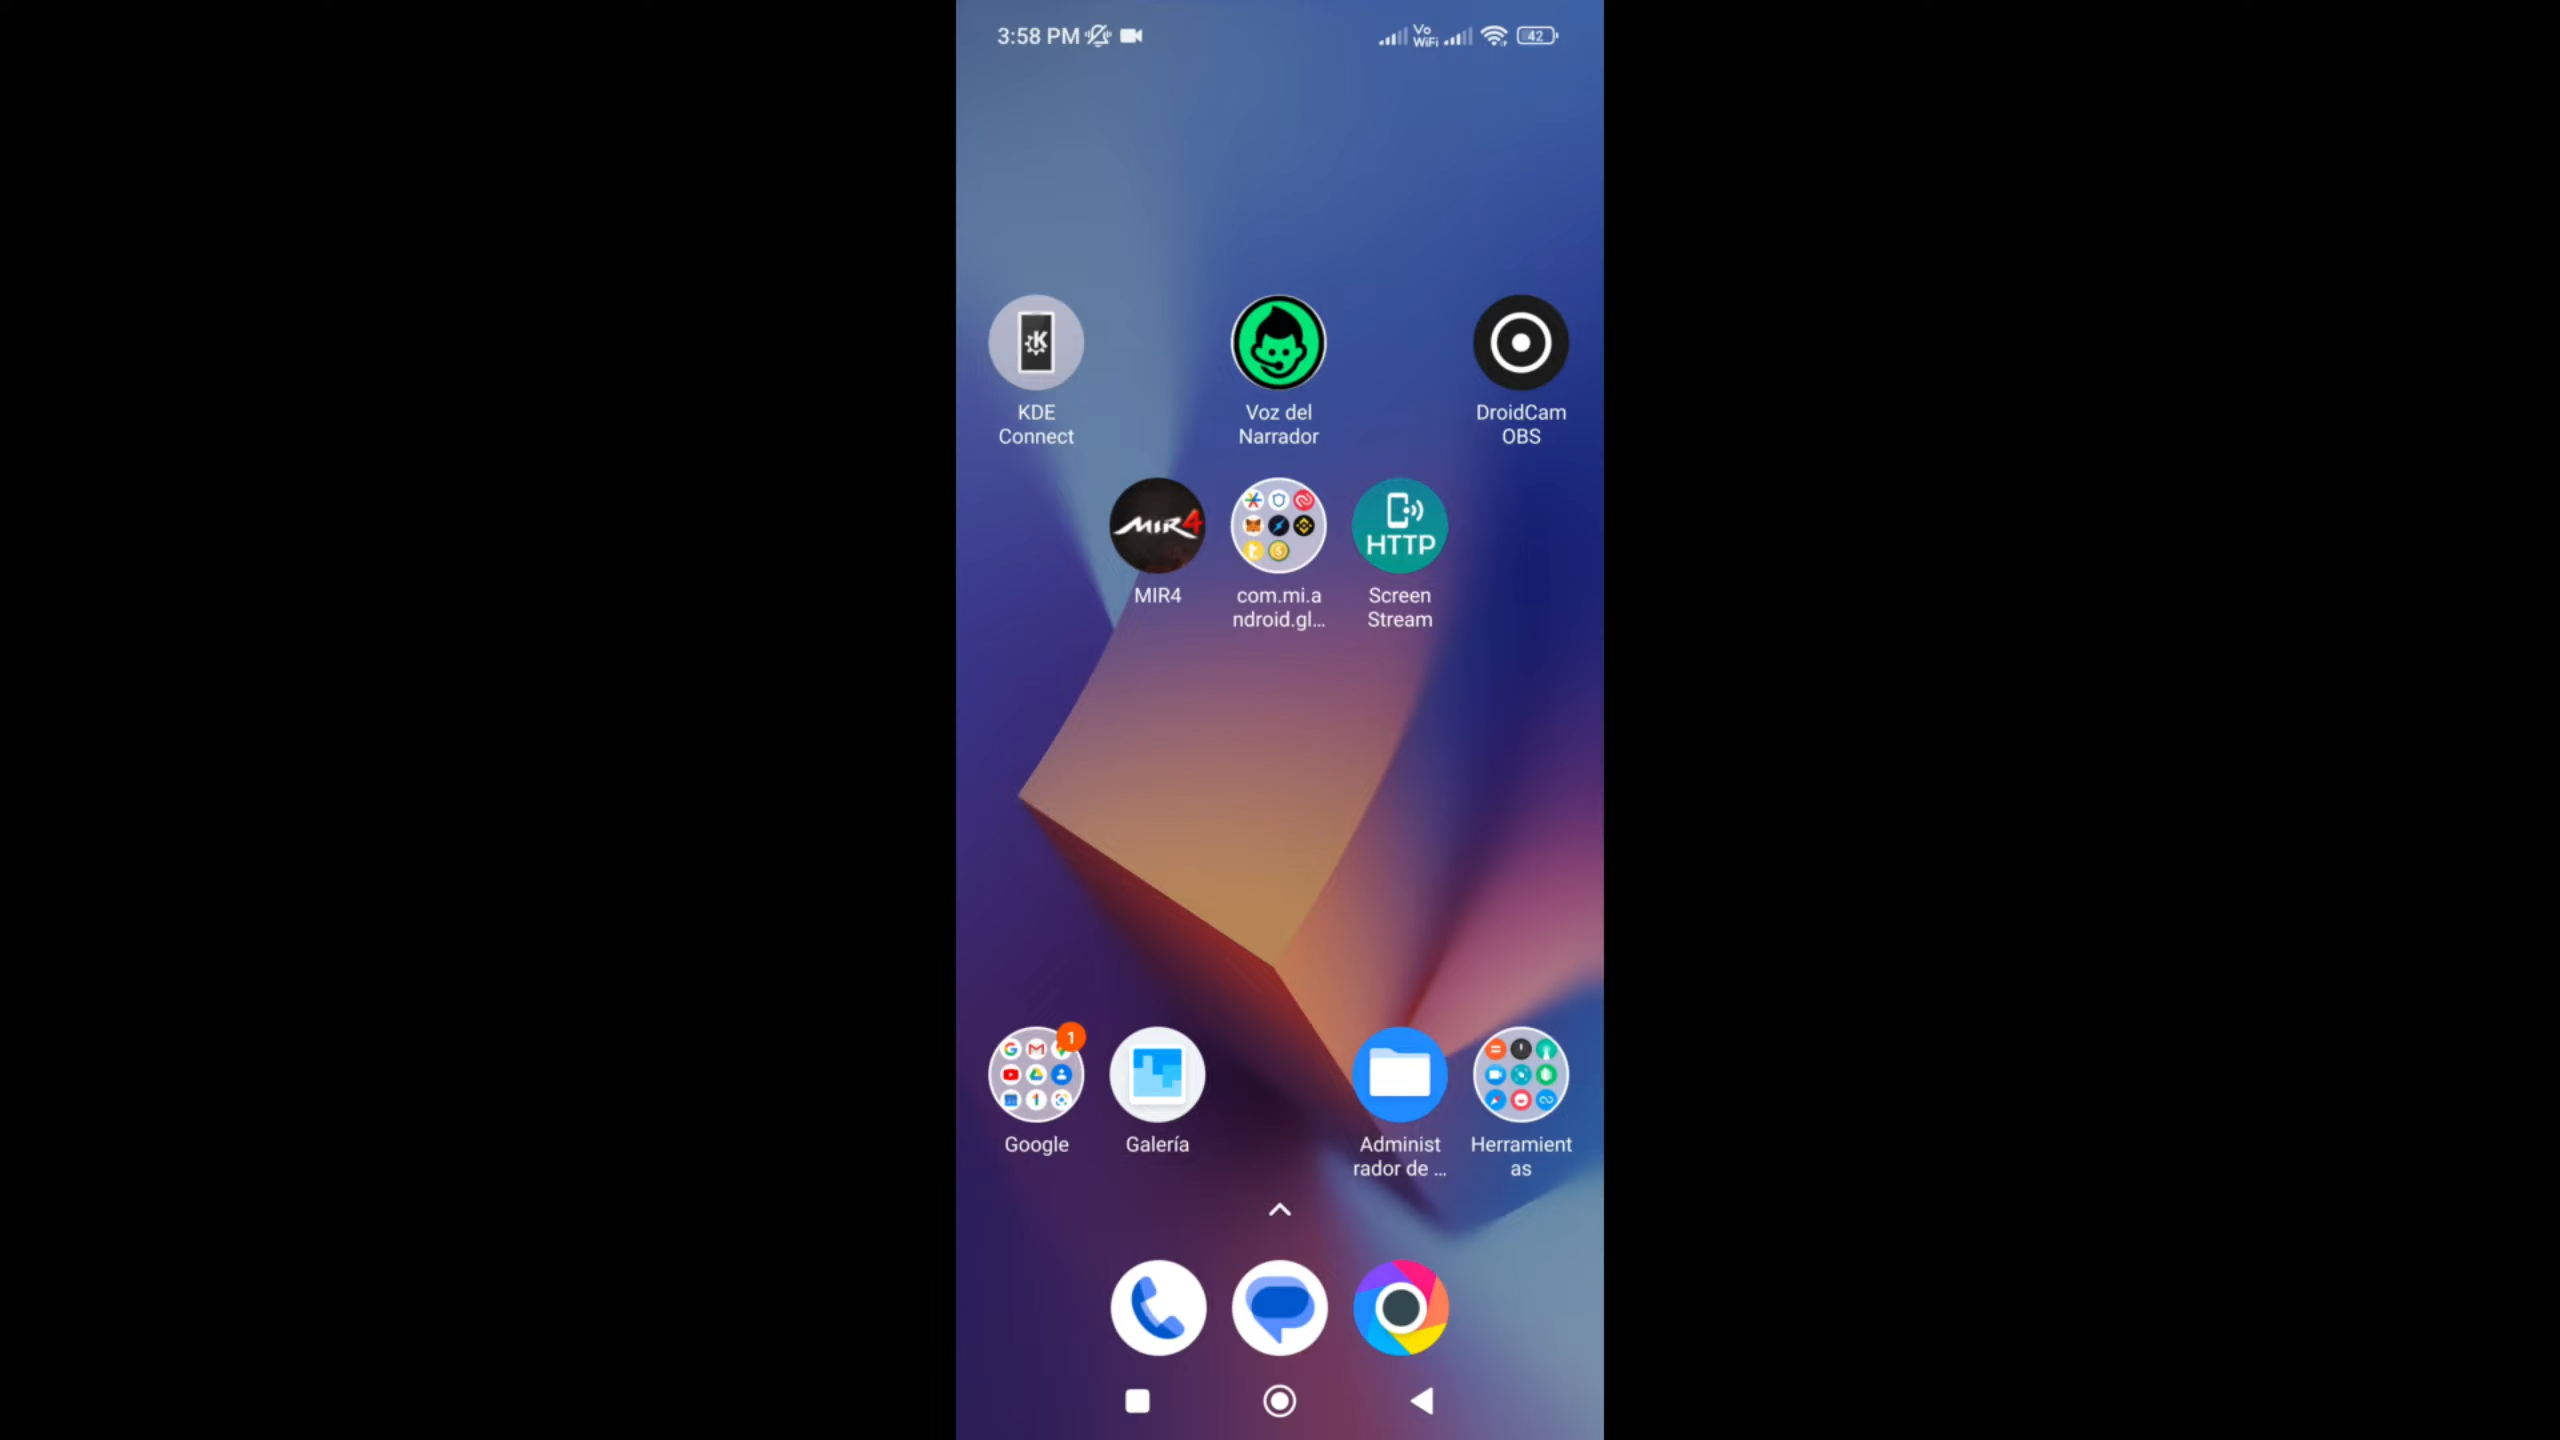 3:58 PM
Vo
WiFi
42
KDE
Connect
Voz del
Narrador
DroidCam
OBS
MIR4
HTTP
MIR4
com.mi.a
ndroid.gl...
Screen
Stream
1
Google
Galería
Administ
rador de ...
Herramient
as